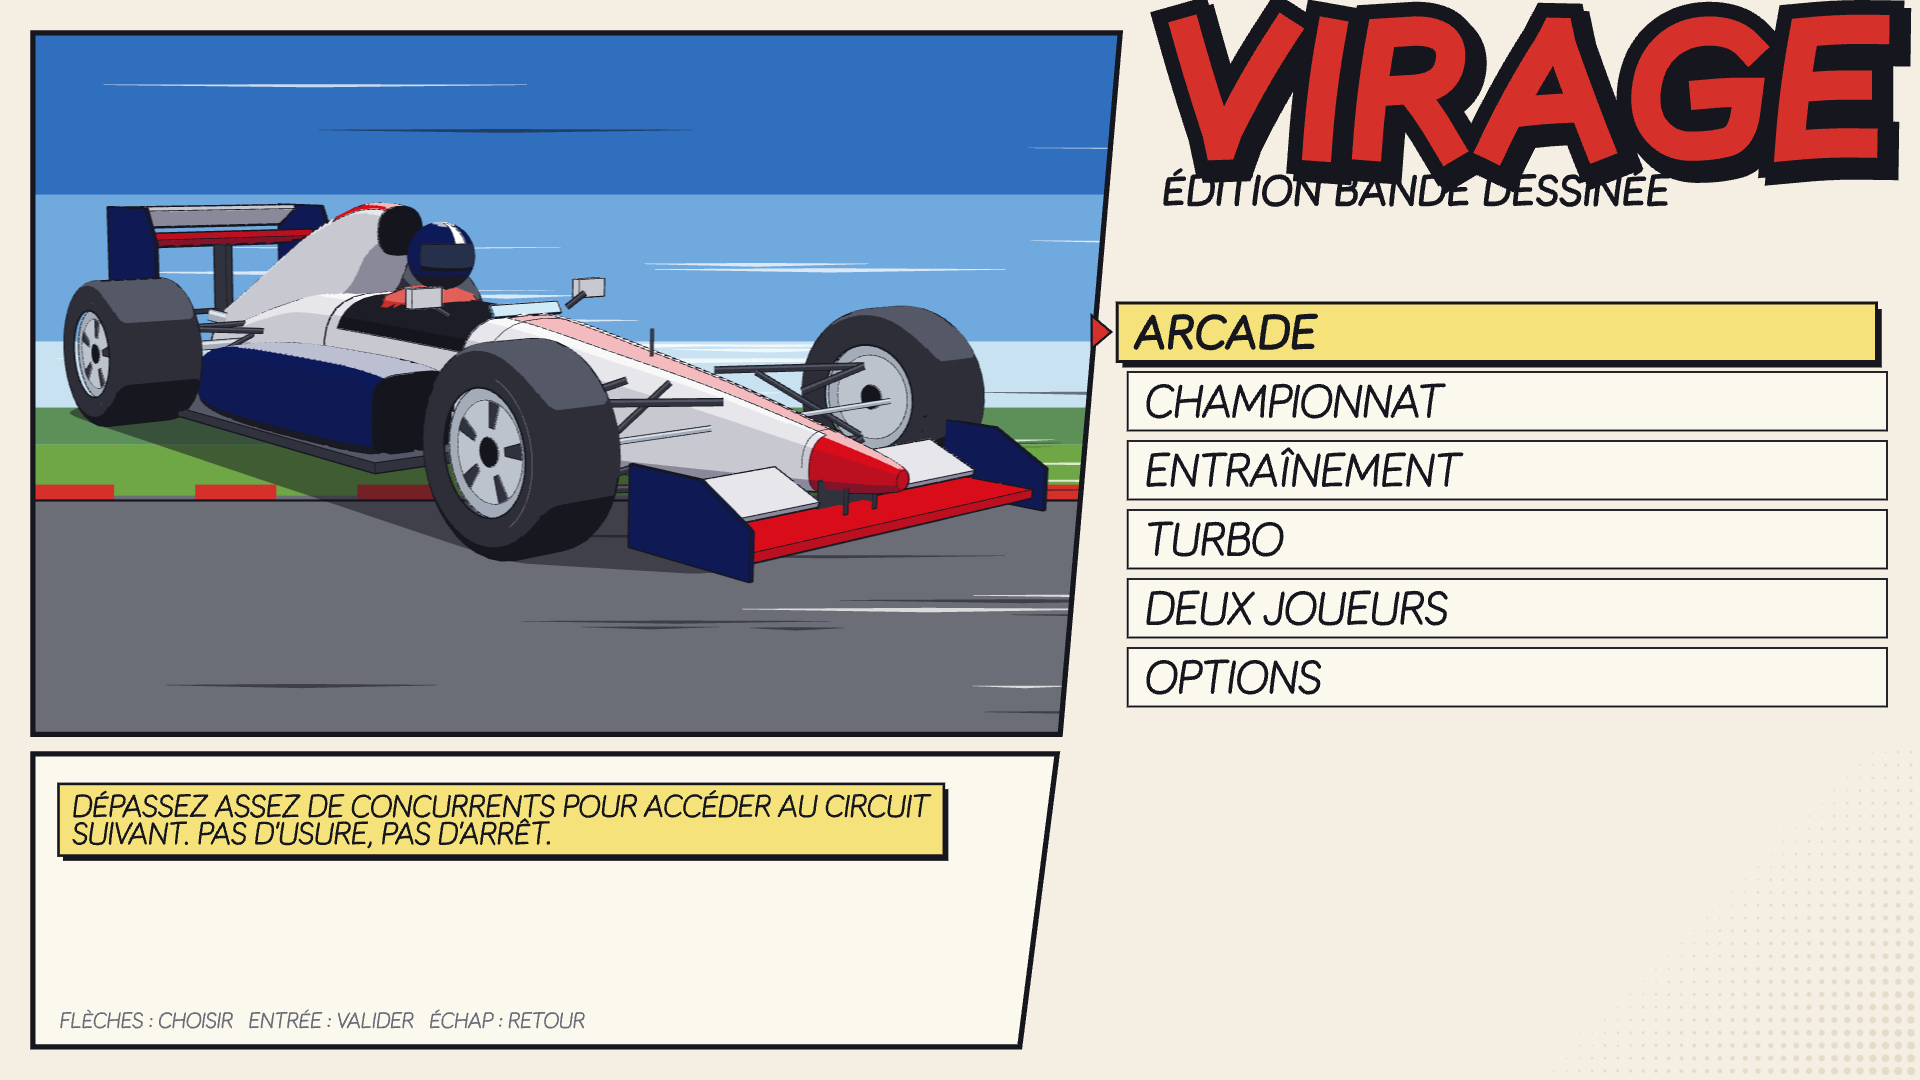 VIRAGE
ÉDITION BANDE DESSINÉE
ARCADE
CHAMPIONNAT
ENTRAÎNEMENT
TURBO
DEUX JOUEURS
OPTIONS
DÉPASSEZ ASSEZ DE CONCURRENTS POUR ACCÉDER AU CIRCUIT
SUIVANT. PAS D'USURE, PAS D'ARRÊT.
FLÈCHES : CHOISIR ENTRÉE : VALIDER ÉCHAP : RETOUR